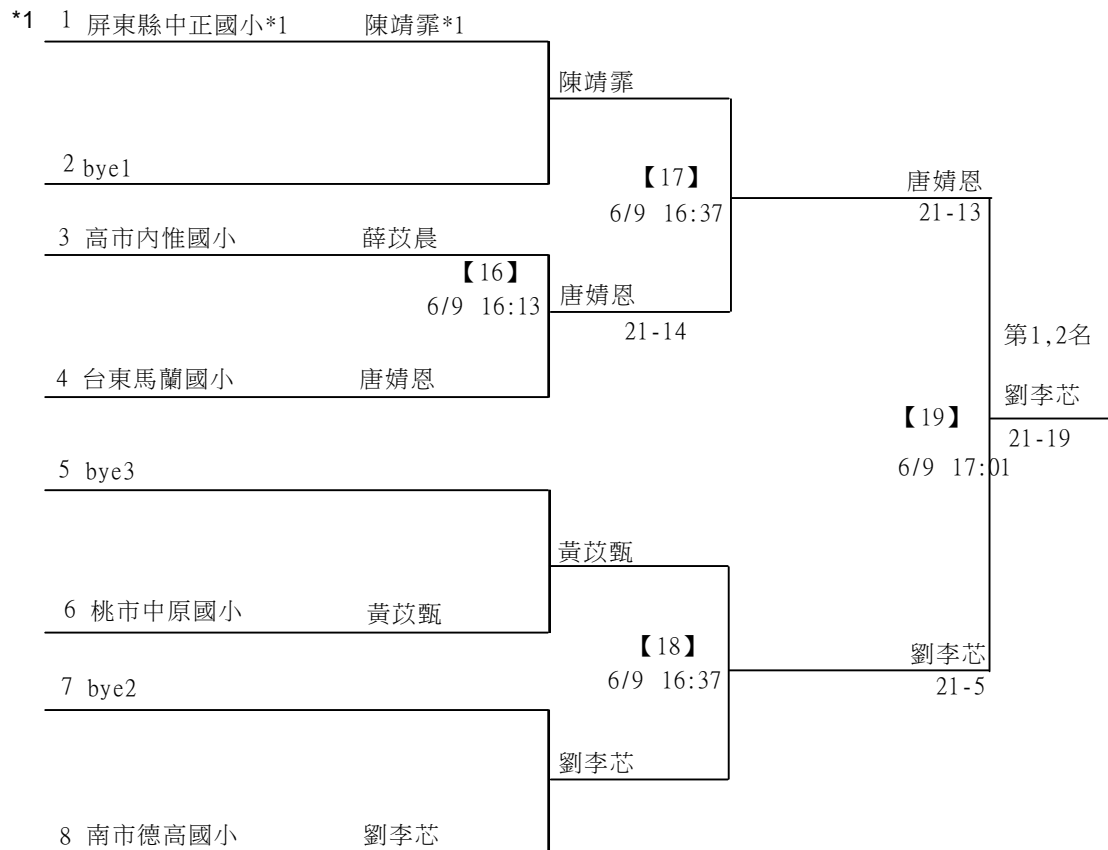 *1 1 屏東縣中正國小*1 陳靖霏*1
陳靖霏
2 bye1
【17】
6/9 16:37
唐婧恩
21-13
3 高市內惟國小 薛苡晨
【16】
6/9 16:13
唐婧恩
21-14
4 台東馬蘭國小 唐婧恩
第1,2名
劉李芯
21-19
【19】
6/9 17:01
5 bye3
黃苡甄
6 桃市中原國小 黃苡甄
【18】
6/9 16:37
劉李芯
21-5
7 bye2
劉李芯
8 南市德高國小 劉李芯